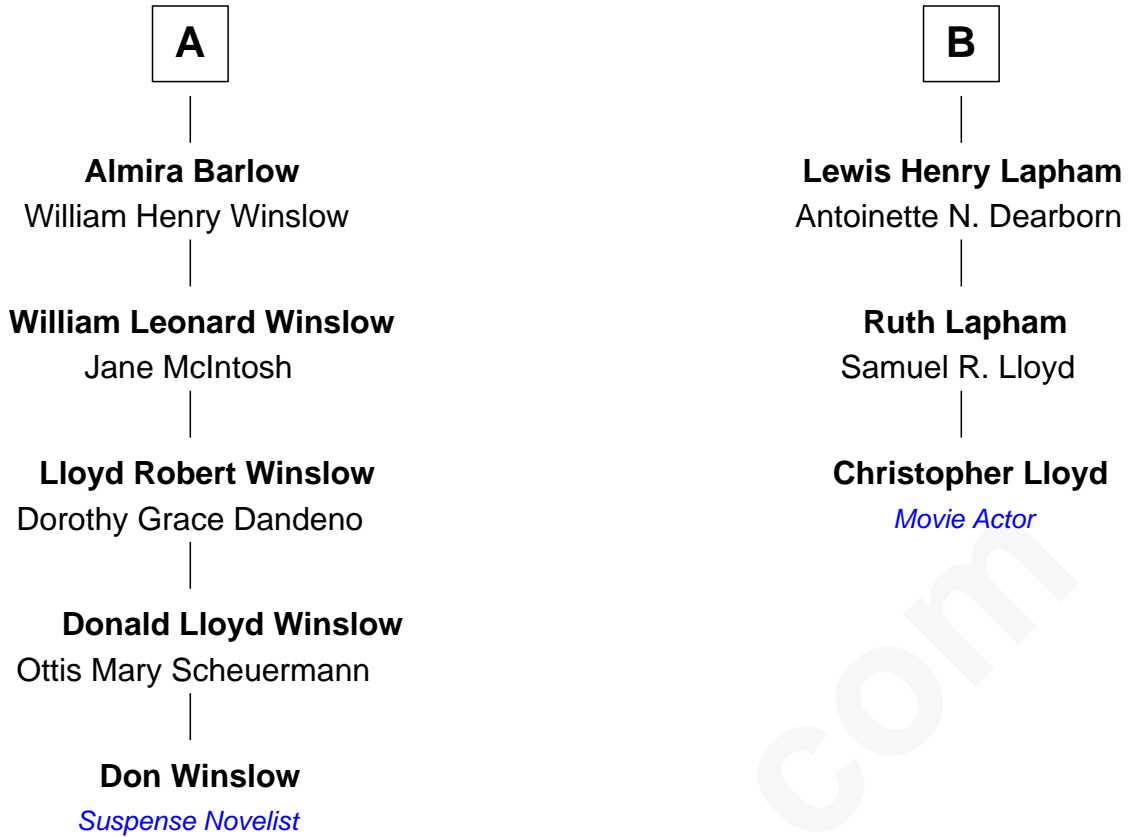 A
Almira Barlow
William Henry Winslow
William Leonard Winslow
Jane McIntosh
Lloyd Robert Winslow
Dorothy Grace Dandeno
Donald Lloyd Winslow
Ottis Mary Scheuermann
Don Winslow
Suspense Novelist
B
Lewis Henry Lapham
Antoinette N. Dearborn
Ruth Lapham
Samuel R. Lloyd
Christopher Lloyd
Movie Actor
com